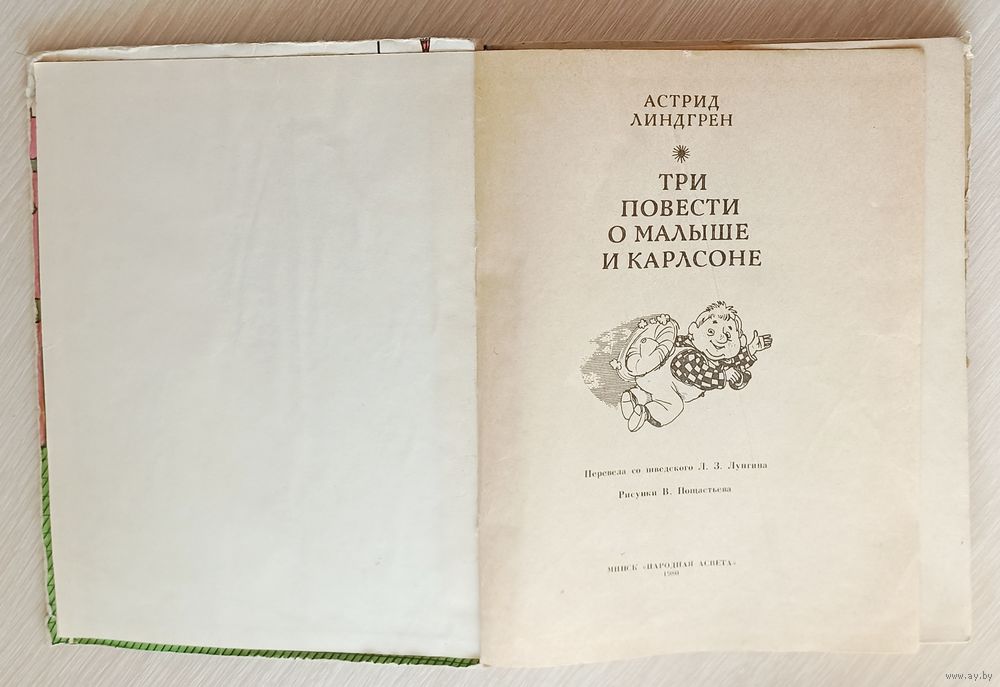 АСТРИД
ЛИНДГРЕН
ТРИ
ПОВЕСТИ
О МАЛЫШЕ
И КАРЛСОНЕ
Перевела со шведского Л. З. Лунгина
Рисунки В. Пощастьева
МИНСК «НАРОДНАЯ АСВЕТА»
www.ay.by